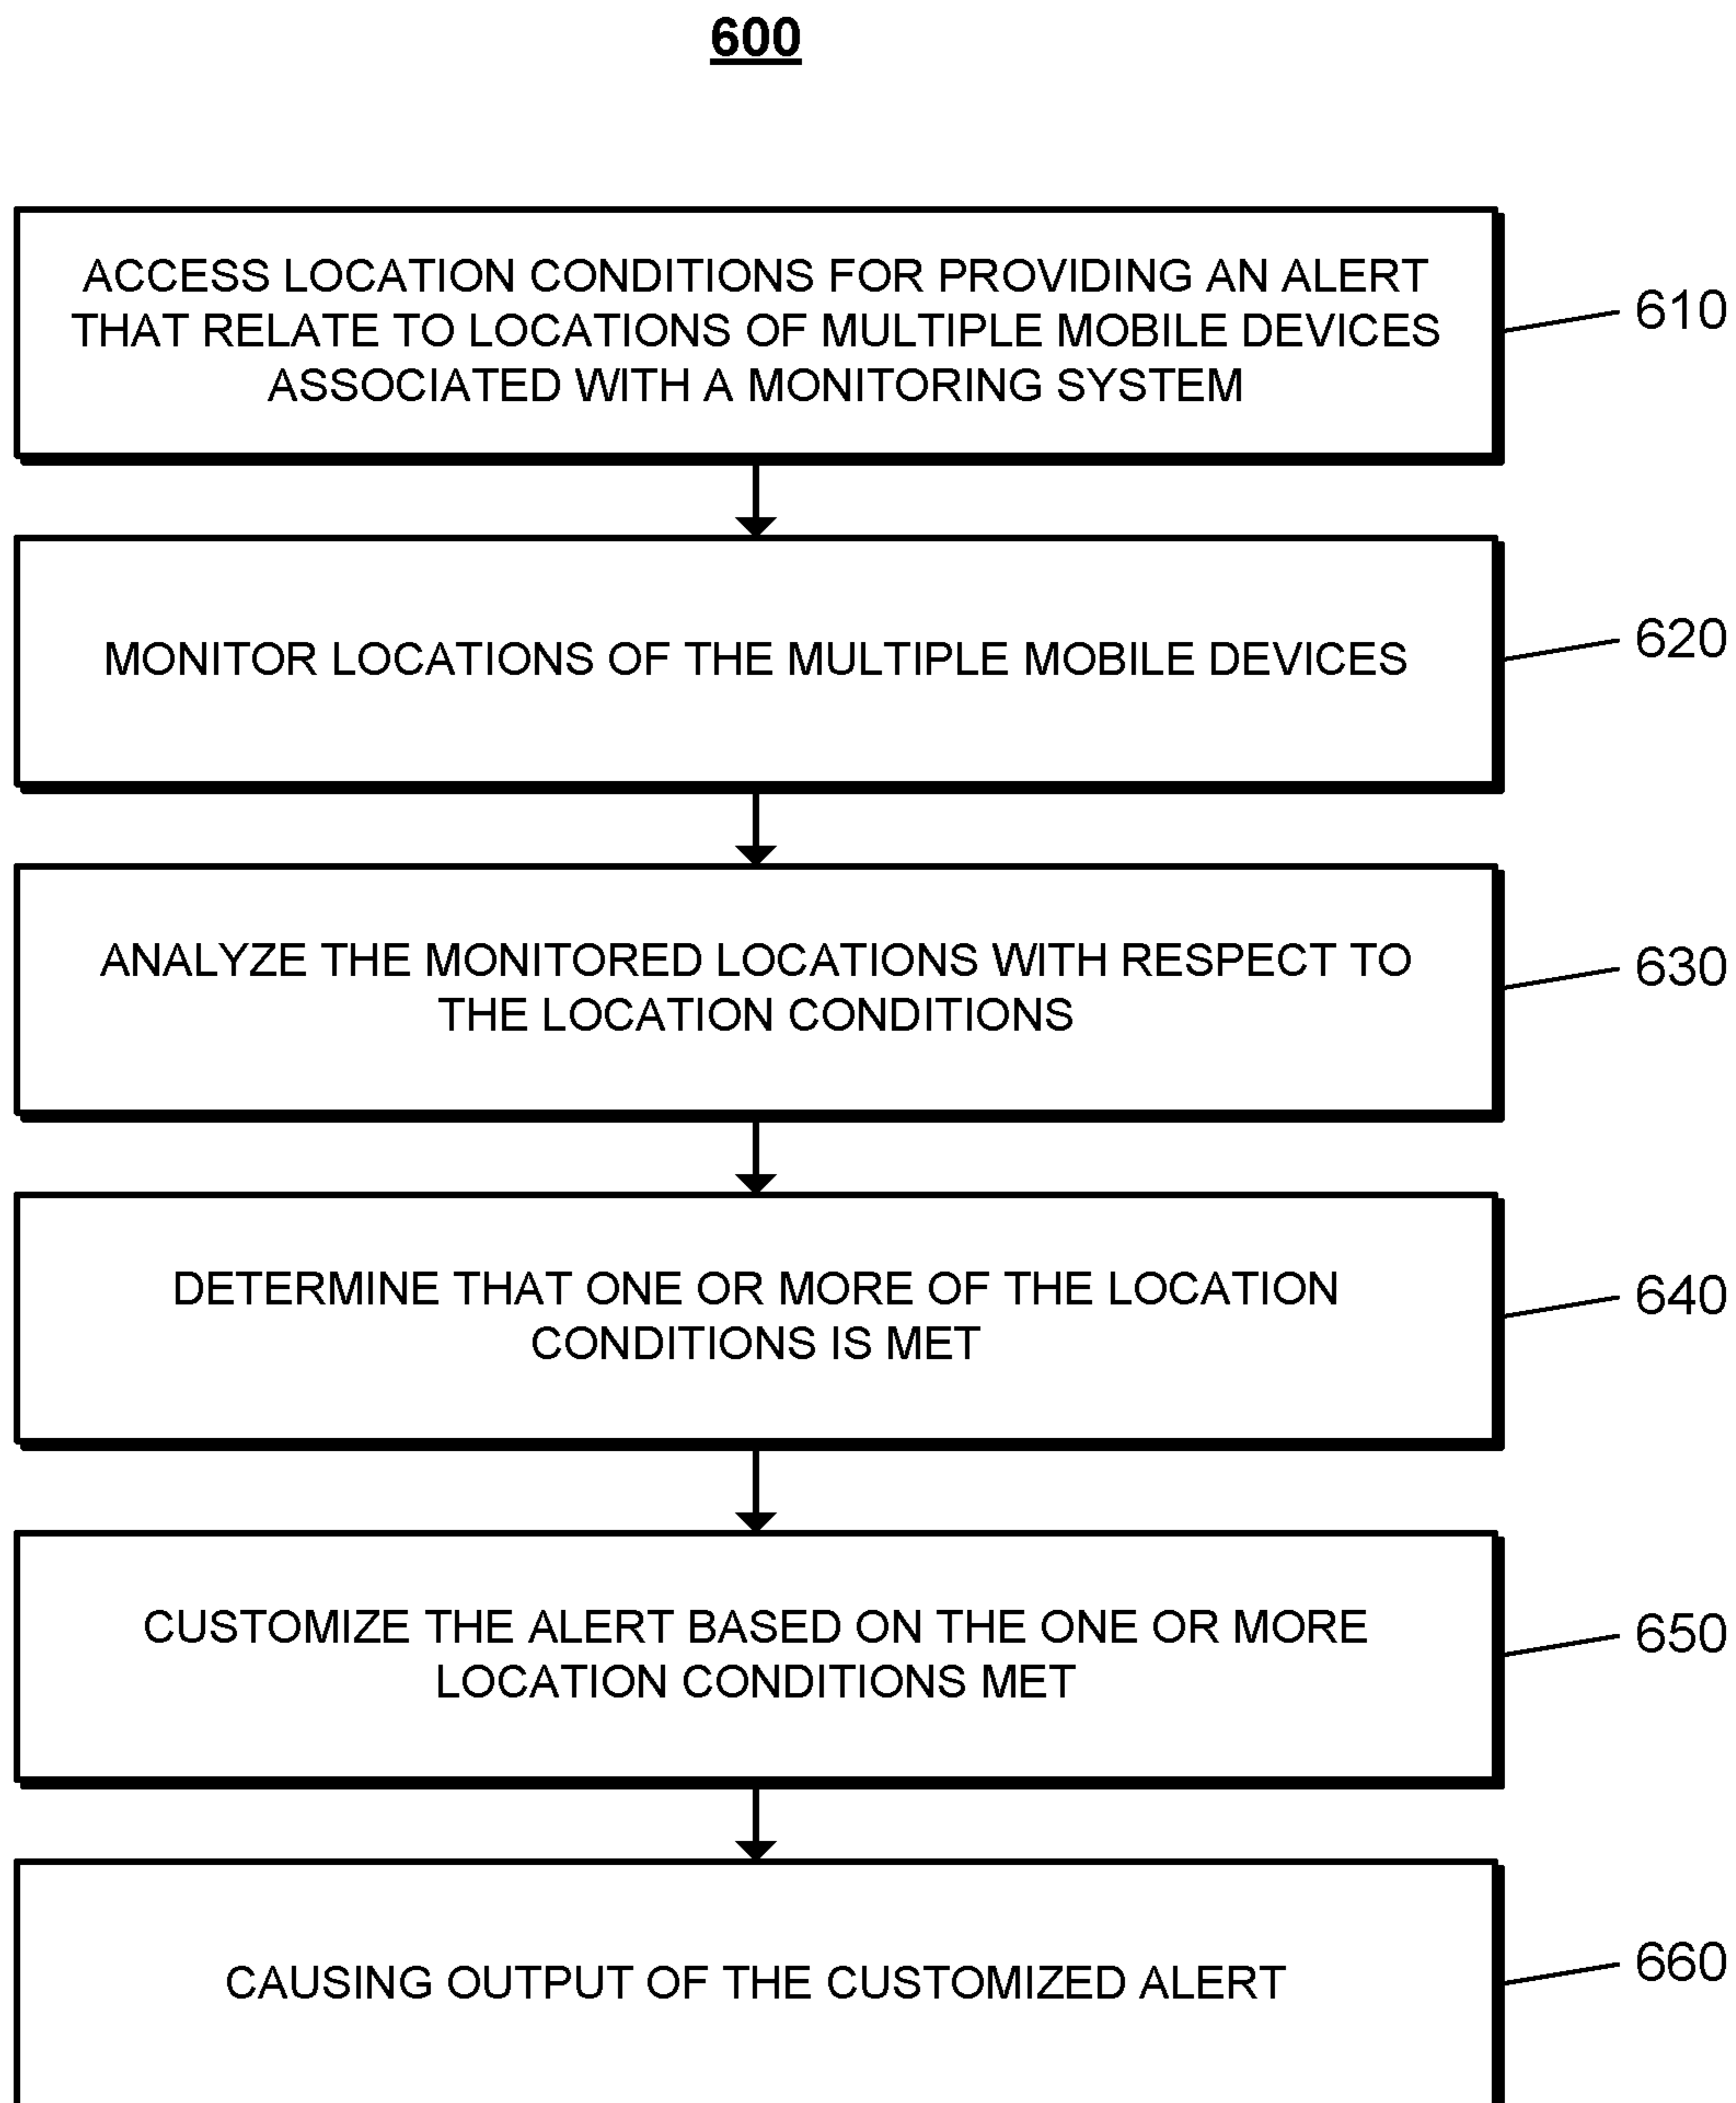 600
ACCESS LOCATION CONDITIONS FOR PROVIDING AN ALERT
THAT RELATE TO LOCATIONS OF MULTIPLE MOBILE DEVICES
ASSOCIATED WITH A MONITORING SYSTEM
610
MONITOR LOCATIONS OF THE MULTIPLE MOBILE DEVICES
620
ANALYZE THE MONITORED LOCATIONS WITH RESPECT TO
THE LOCATION CONDITIONS
630
DETERMINE THAT ONE OR MORE OF THE LOCATION
CONDITIONS IS MET
640
CUSTOMIZE THE ALERT BASED ON THE ONE OR MORE
LOCATION CONDITIONS MET
650
CAUSING OUTPUT OF THE CUSTOMIZED ALERT
660